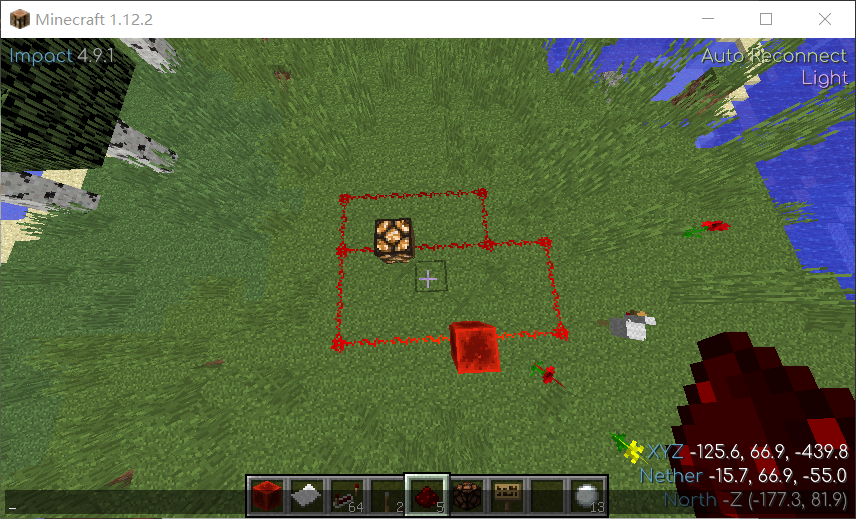 Minecraft 1.12.2
Impact 4.9.1
Auto Reconnect
Light
XYZ -125.6, 66.9, -439.8
Nether -15.7, 66.9, -55.0
North -Z (-177.3, 81.9)
64 2 5 13
_